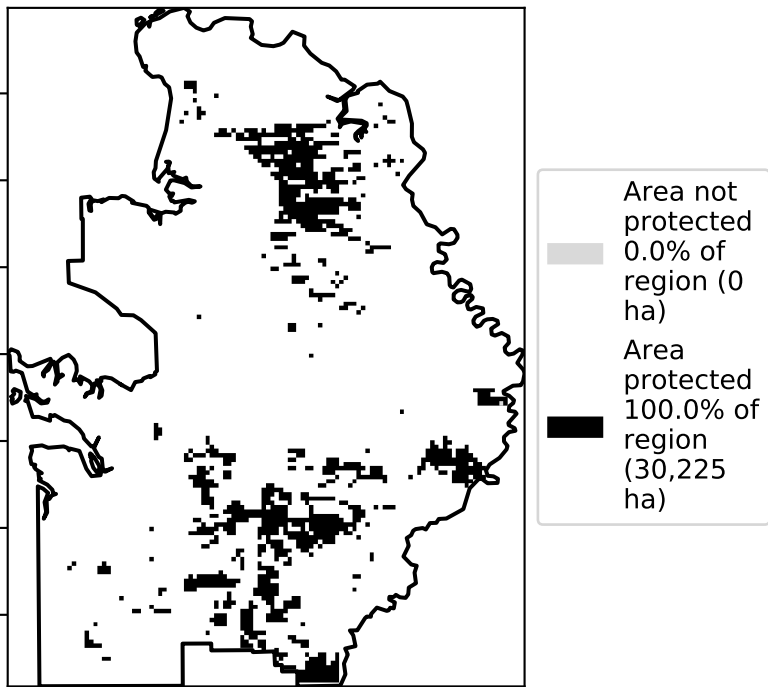 Area not
protected
0.0% of
region (0
ha)
Area
protected
100.0% of
region
(30,225
ha)